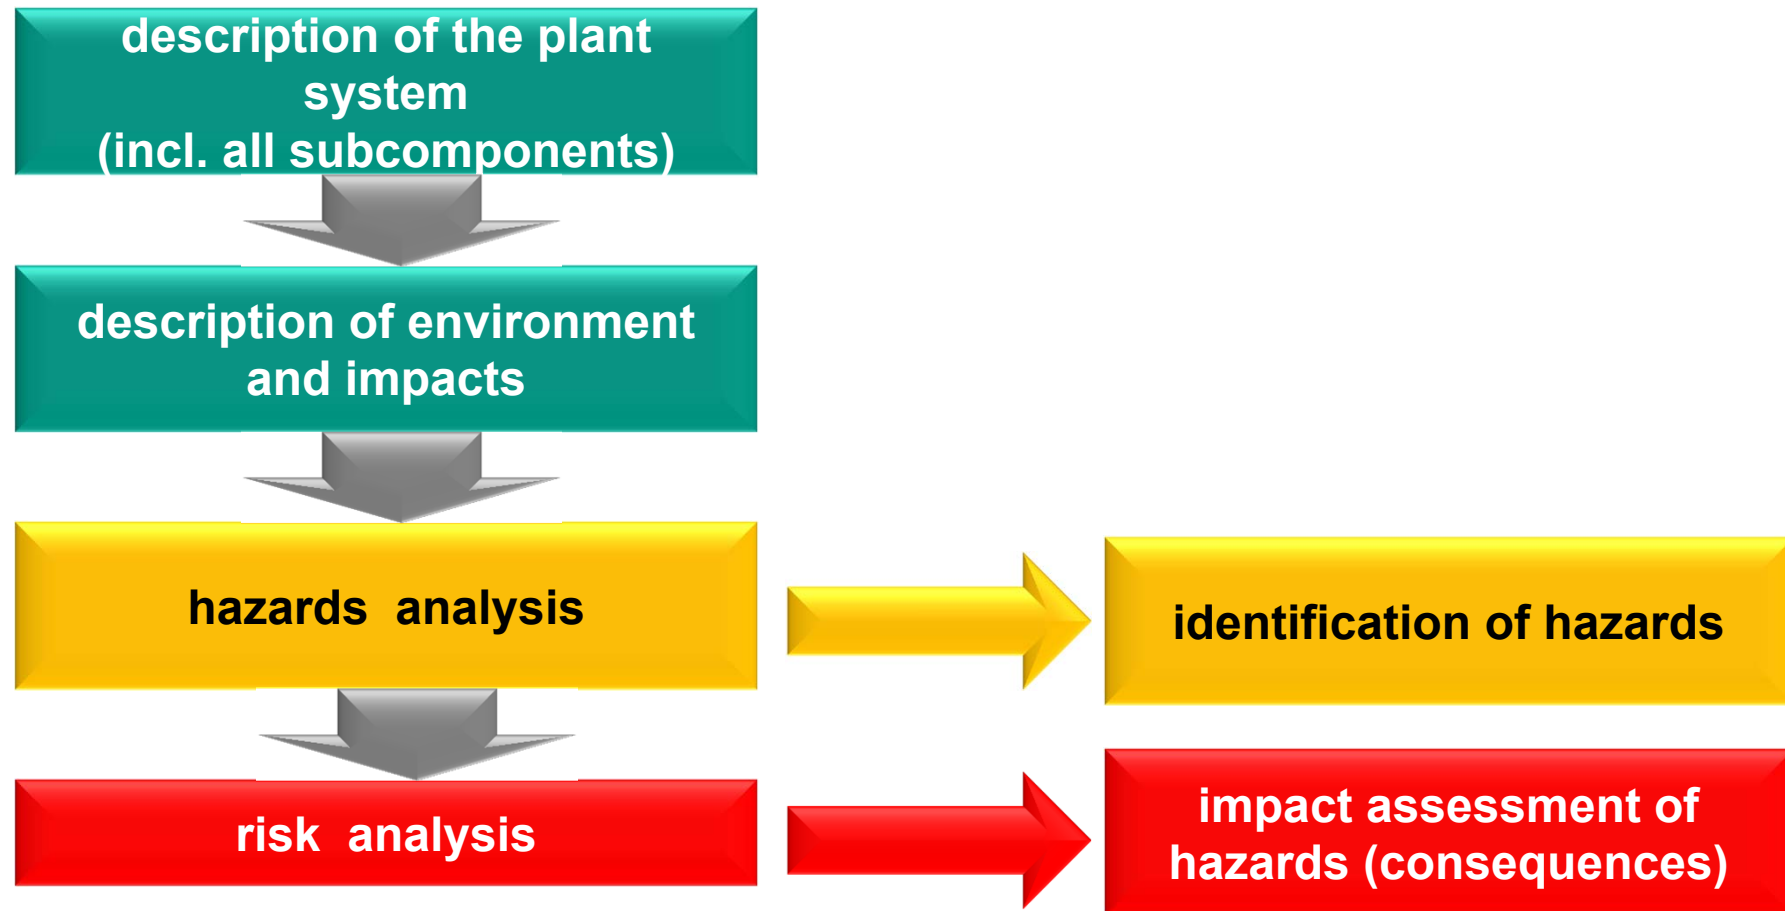 description of the plant
system
(incl. all subcomponents)
description of environment
and impacts
hazards  analysis
identification of hazards
risk  analysis
impact assessment of
hazards (consequences)